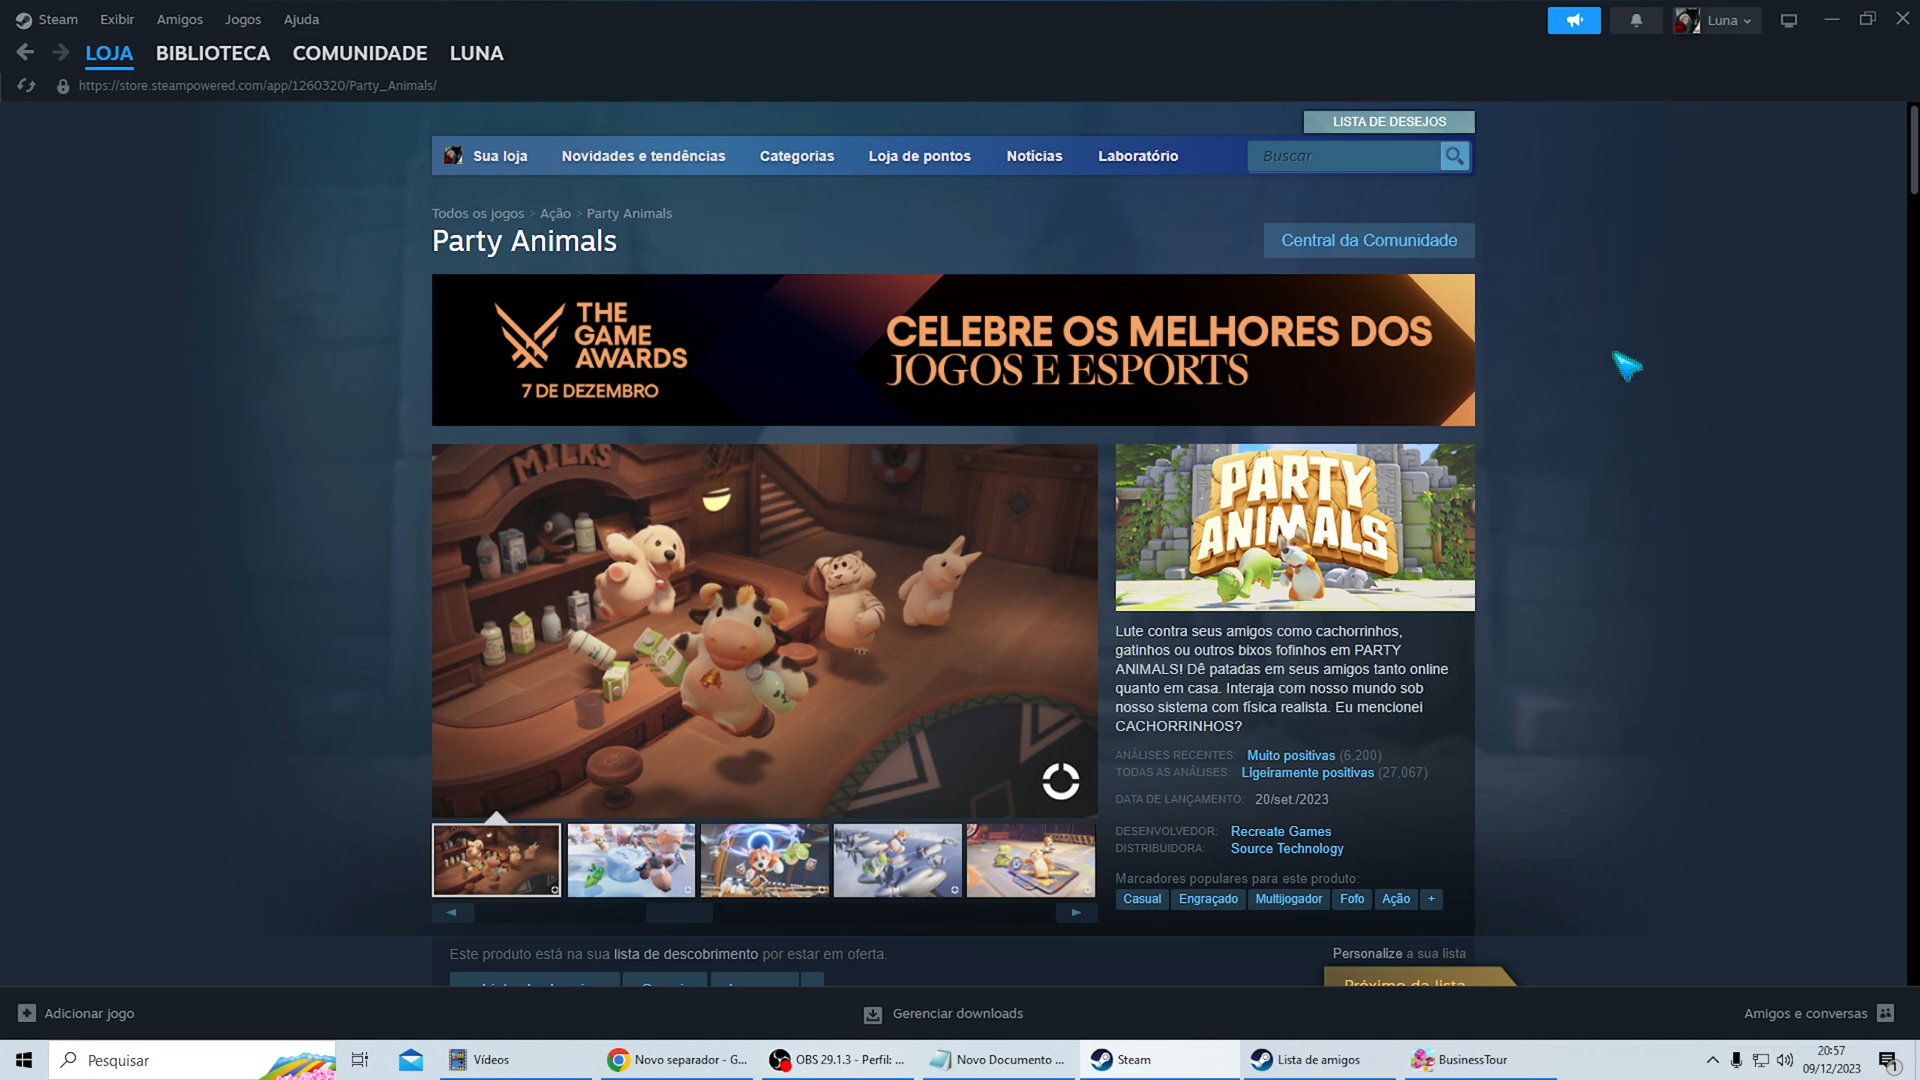 Steam
Exibir
Amigos
Jogos
Ajuda
Luna
LOJA
BIBLIOTECA
COMUNIDADE
LUNA
https://store.steampowered.com/app/1260320/Party_Animals/
LISTA DE DESEJOS
Sua loja
Novidades e tendências
Categorias
Loja de pontos
Notícias
Laboratório
Buscar
Todos os jogos > Ação > Party Animals
Party Animals
Central da Comunidade
THE
GAME
AWARDS
7 DE DEZEMBRO
CELEBRE OS MELHORES DOS
JOGOS E ESPORTS
MILKS
PARTY
ANIMALS
Lute contra seus amigos como cachorrinhos,
gatinhos ou outros bixos fofinhos em PARTY
ANIMALS! Dê patadas em seus amigos tanto online
quanto em casa. Interaja com nosso mundo sob
nosso sistema com física realista. Eu mencionei
CACHORRINHOS?
ANÁLISES RECENTES: Muito positivas (6,200)
TODAS AS ANÁLISES: Ligeiramente positivas (27,067)
DATA DE LANÇAMENTO: 20/set./2023
DESENVOLVEDOR: Recreate Games
DISTRIBUIDORA: Source Technology
Marcadores populares para este produto:
Casual
Engraçado
Multijogador
Fofo
Ação
+
Este produto está na sua lista de descobrimento por estar em oferta.
Personalize a sua lista
Próximo da lista
Adicionar jogo
Gerenciar downloads
Amigos e conversas
Pesquisar
Vídeos
Novo separador - G...
OBS 29.1.3 - Perfil: ...
Novo Documento ...
Steam
Lista de amigos
BusinessTour
20:57
09/12/2023
1